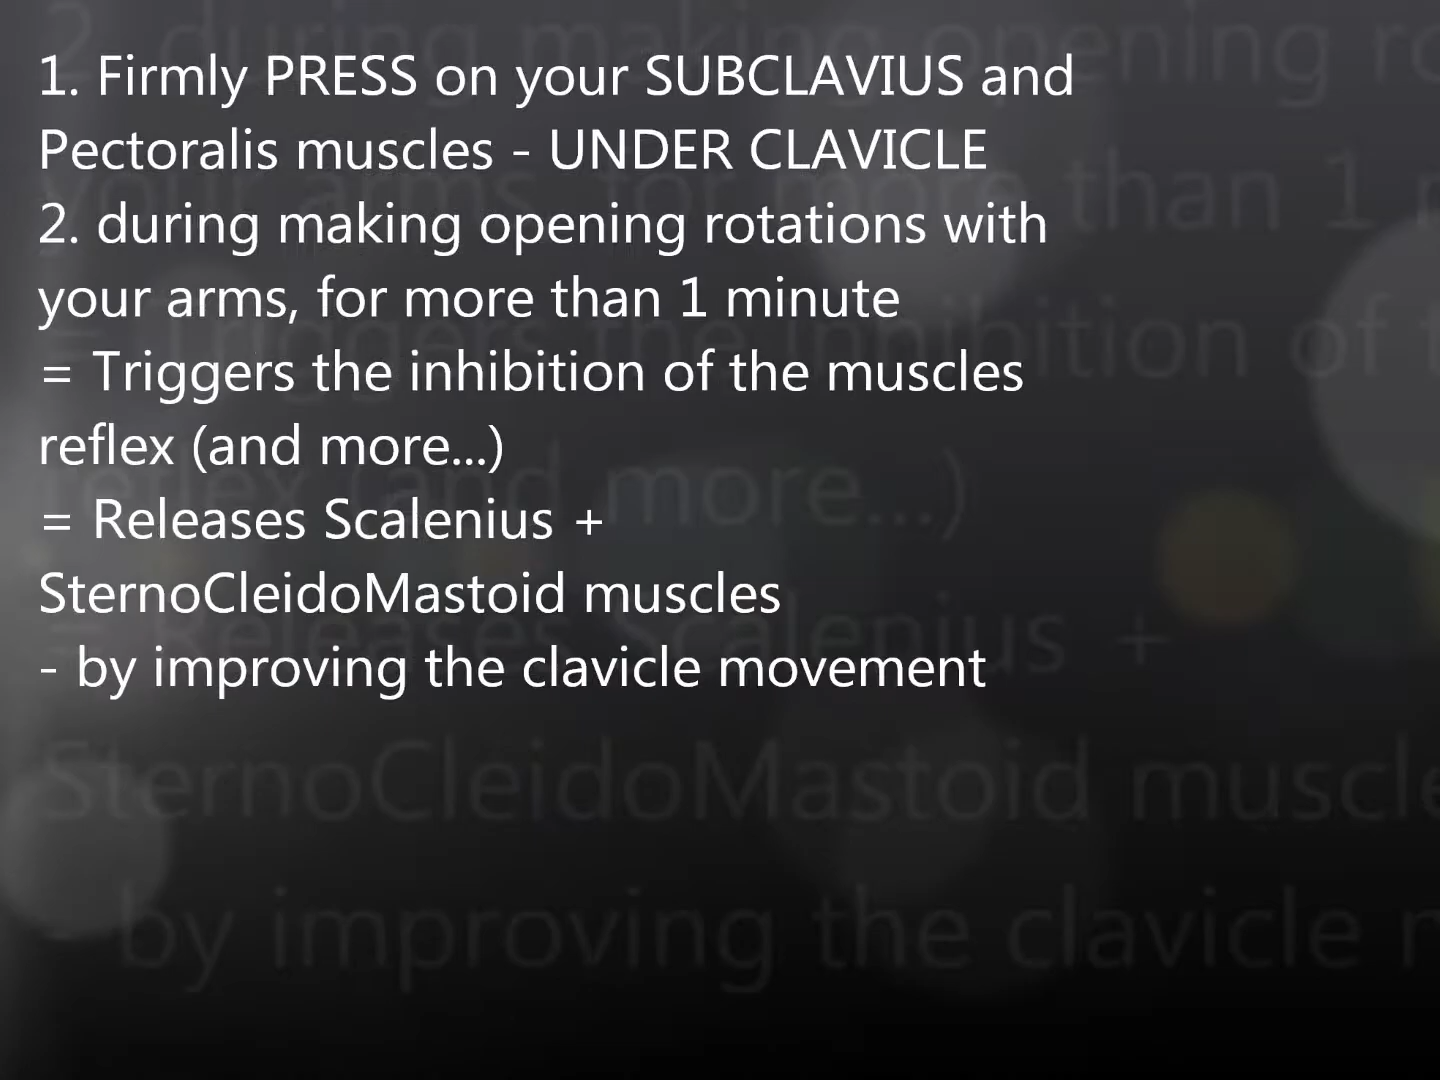 1. Firmly PRESS on your SUBCLAVIUS and
Pectoralis muscles - UNDER CLAVICLE
2. during making opening rotations with
your arms, for more than 1 minute
= Triggers the inhibition of the muscles
reflex (and more...)
= Releases Scalenius +
SternoCleidoMastoid muscles
- by improving the clavicle movement